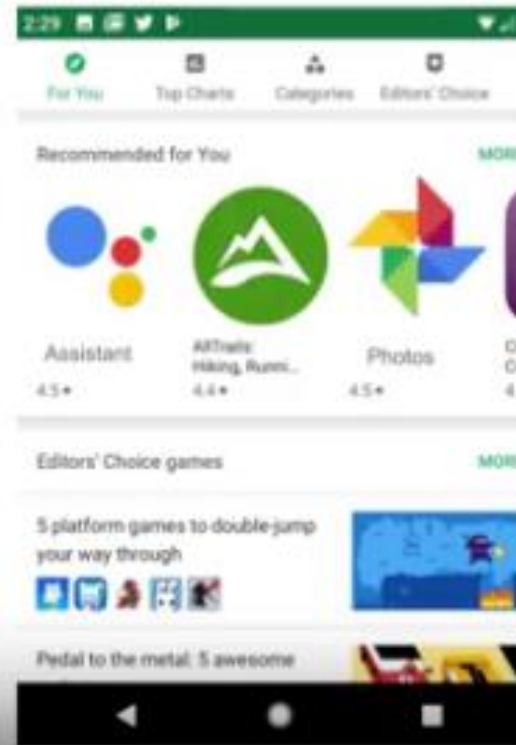 2:29
For You Top Charts Categories Editors' Choice
Recommended for You MORE
Assistant
4.5★
AllTrails:
Hiking, Runni...
4.4★
Photos
4.5★
Editors' Choice games MORE
5 platform games to double-jump
your way through
Pedal to the metal: 5 awesome